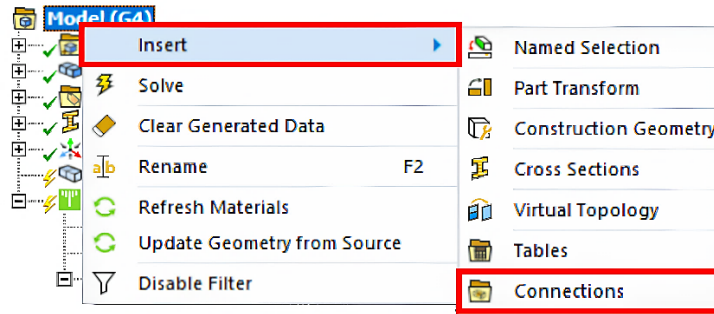 Model (G4)
Insert
Solve
Clear Generated Data
Rename F2
Refresh Materials
Update Geometry from Source
Disable Filter
Named Selection
Part Transform
Construction Geometry
Cross Sections
Virtual Topology
Tables
Connections